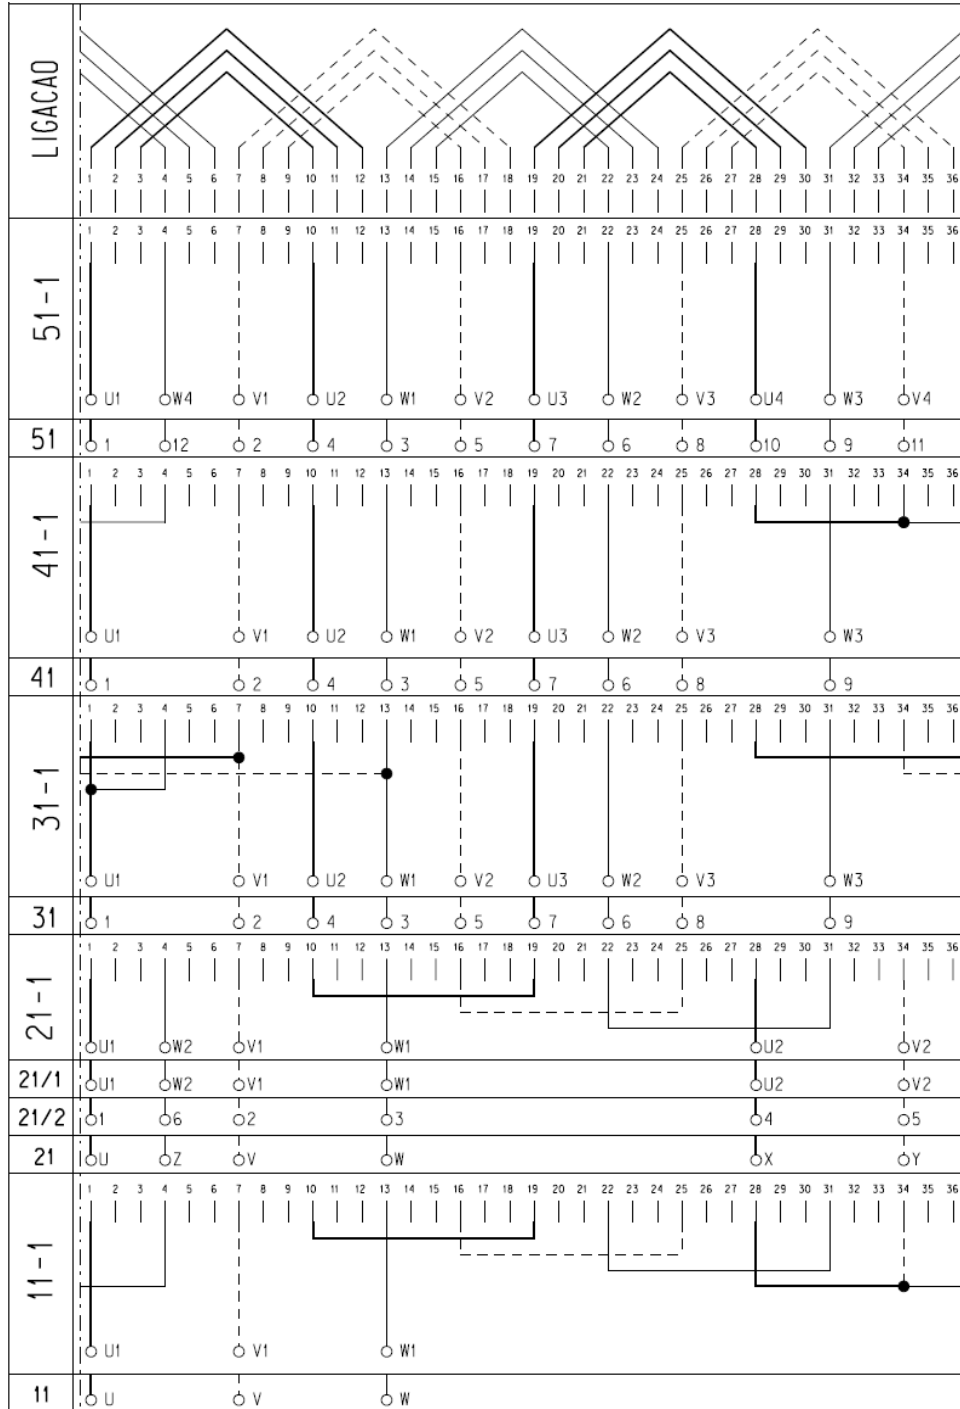 LIGACAO
1 2 3 4 5 6 7 8 9 10 11 12 13 14 15 16 17 18 19 20 21 22 23 24 25 26 27 28 29 30 31 32 33 34 35 36
51-1
1 2 3 4 5 6 7 8 9 10 11 12 13 14 15 16 17 18 19 20 21 22 23 24 25 26 27 28 29 30 31 32 33 34 35 36
U1 W4 V1 U2 W1 V2 U3 W2 V3 U4 W3 V4
51 1 12 2 4 3 5 7 6 8 10 9 11
41-1
1 2 3 4 5 6 7 8 9 10 11 12 13 14 15 16 17 18 19 20 21 22 23 24 25 26 27 28 29 30 31 32 33 34 35 36
U1 V1 U2 W1 V2 U3 W2 V3 W3
41 1 2 4 3 5 7 6 8 9
31-1
1 2 3 4 5 6 7 8 9 10 11 12 13 14 15 16 17 18 19 20 21 22 23 24 25 26 27 28 29 30 31 32 33 34 35 36
U1 V1 U2 W1 V2 U3 W2 V3 W3
31 1 2 4 3 5 7 6 8 9
21-1
1 2 3 4 5 6 7 8 9 10 11 12 13 14 15 16 17 18 19 20 21 22 23 24 25 26 27 28 29 30 31 32 33 34 35 36
U1 W2 V1 W1 U2 V2
21/1 U1 W2 V1 W1 U2 V2
21/2 1 6 2 3 4 5
21 U Z V W X Y
11-1
1 2 3 4 5 6 7 8 9 10 11 12 13 14 15 16 17 18 19 20 21 22 23 24 25 26 27 28 29 30 31 32 33 34 35 36
U1 V1 W1
11 U V W